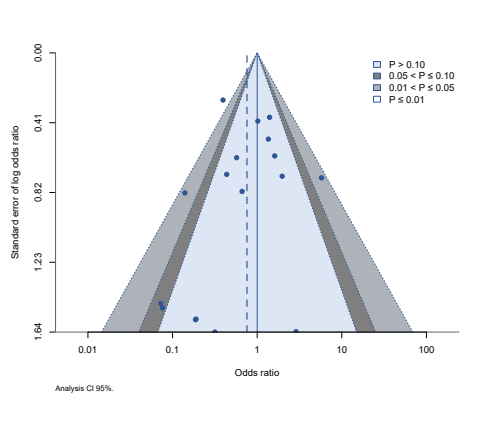 0.00
0.41
0.82
1.23
1.64
Standard error of log odds ratio
P > 0.10
0.05 < P ≤ 0.10
0.01 < P ≤ 0.05
P ≤ 0.01
0.01 0.1 1 10 100
Odds ratio
Analysis CI 95%.